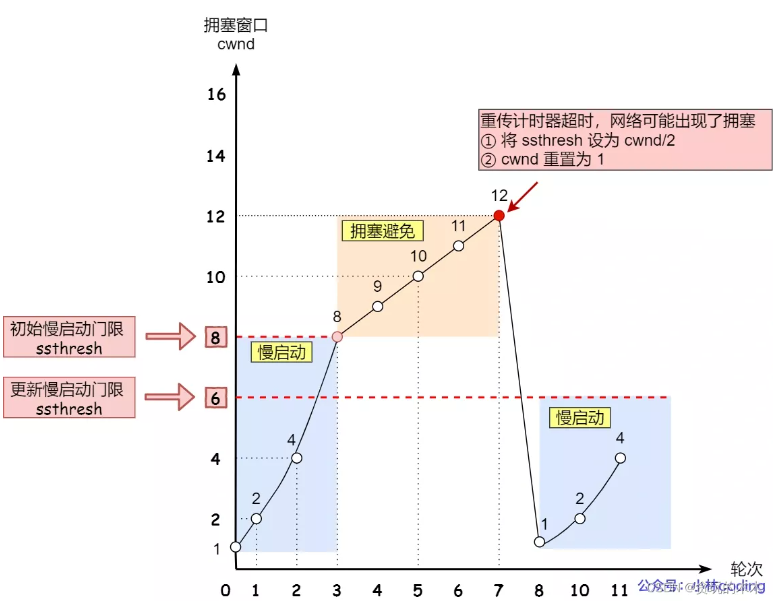 拥塞窗口
cwnd
16
14
12
10
8
6
4
2
1
重传计时器超时，网络可能出现了拥塞
① 将 ssthresh 设为 cwnd/2
② cwnd 重置为 1
初始慢启动门限
ssthresh
更新慢启动门限
ssthresh
慢启动
拥塞避免
慢启动
2
4
8
9
10
11
12
1
2
4
0 1 2 3 4 5 6 7 8 10 11
轮次
公众号：小林coding